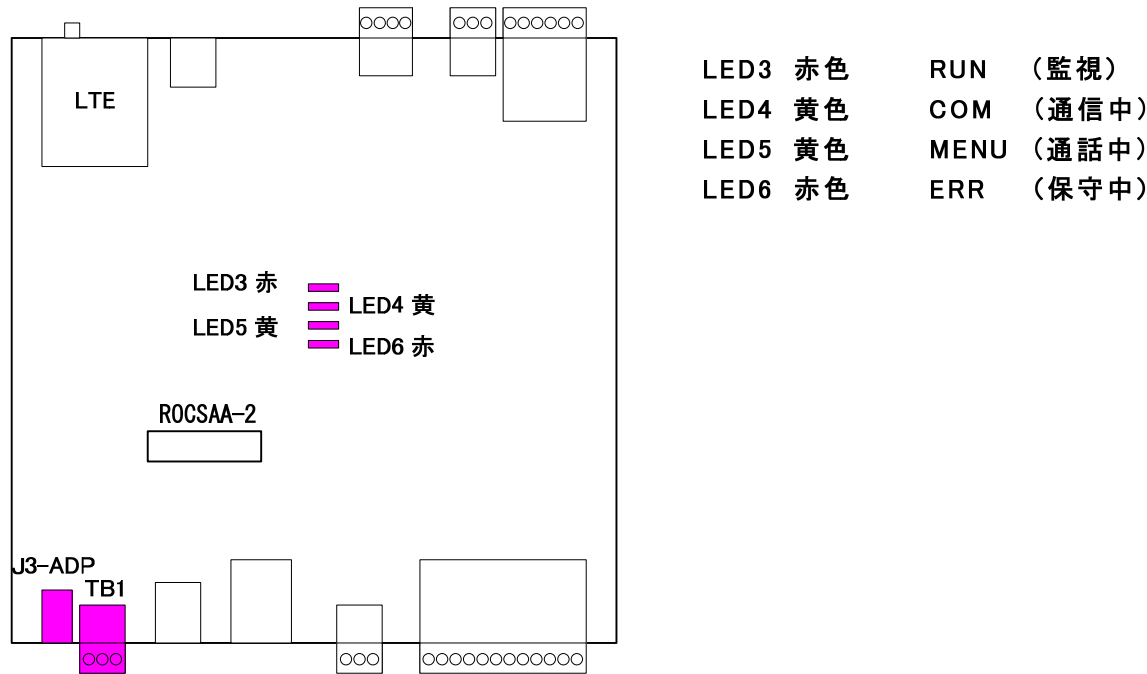 LTE
LED3 赤色 RUN （監視）
LED4 黄色 COM （通信中）
LED5 黄色 MENU （通話中）
LED6 赤色 ERR （保守中）
LED3 赤
LED4 黄
LED5 黄
LED6 赤
ROCSAA-2
J3-ADP
TB1